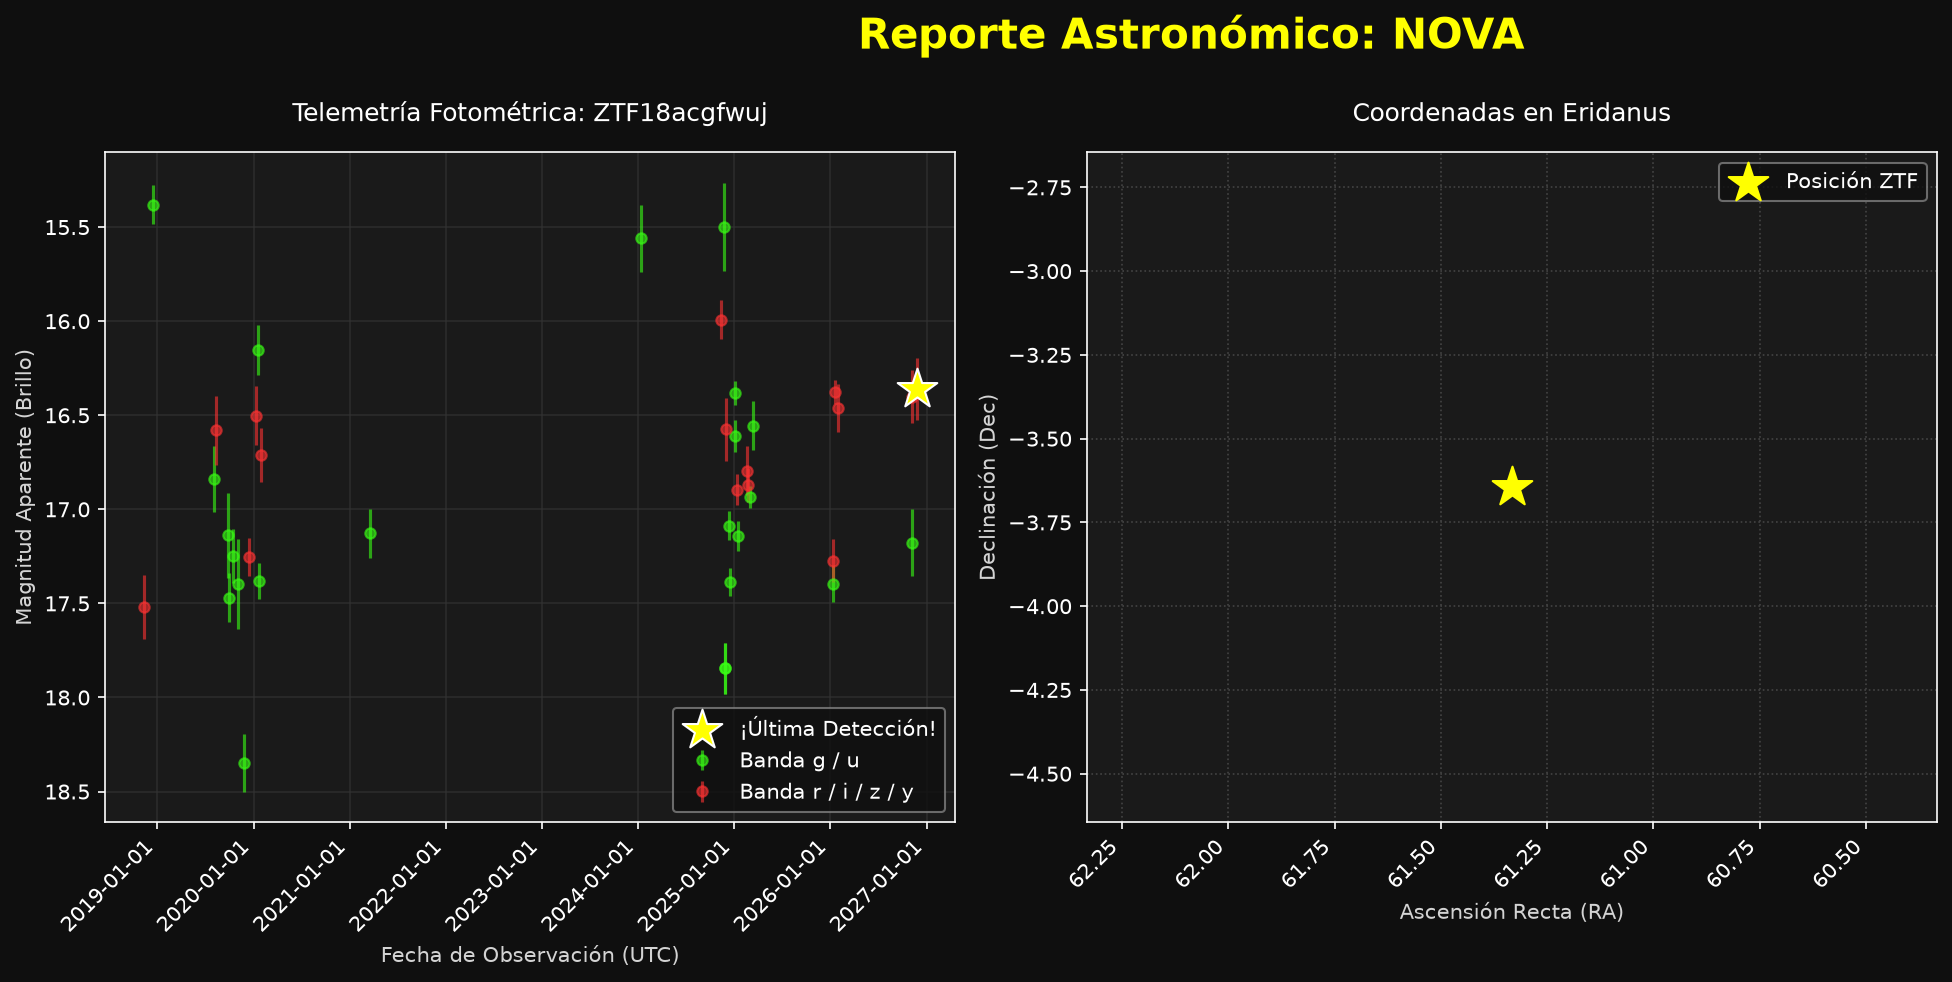 Reporte Astronómico: NOVA
Telemetría Fotométrica: ZTF18acgfwuj
Magnitud Aparente (Brillo)
15.5
16.0
16.5
17.0
17.5
18.0
18.5
¡Última Detección!
Banda g / u
Banda r / i / z / y
2019-01-01
2020-01-01
2021-01-01
2022-01-01
2023-01-01
2024-01-01
2025-01-01
2026-01-01
2027-01-01
Fecha de Observación (UTC)
Coordenadas en Eridanus
Posición ZTF
Declinación (Dec)
−2.75
−3.00
−3.25
−3.50
−3.75
−4.00
−4.25
−4.50
62.25
62.00
61.75
61.50
61.25
61.00
60.75
60.50
Ascensión Recta (RA)